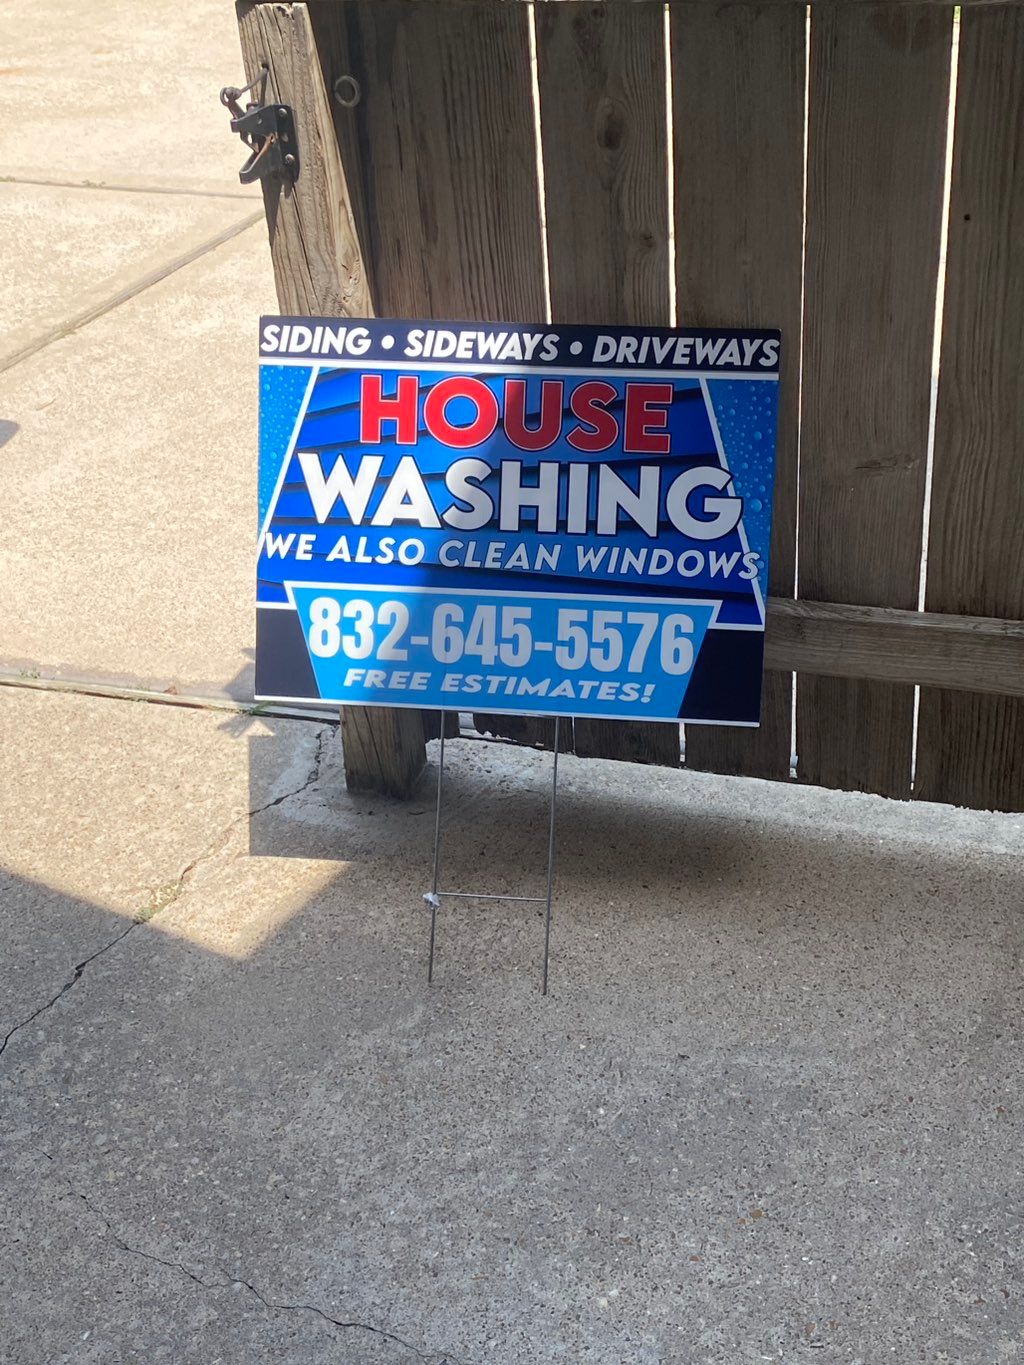 SIDING • SIDEWAYS • DRIVEWAYS
HOUSE
WASHING
WE ALSO CLEAN WINDOWS
832-645-5576
FREE ESTIMATES!